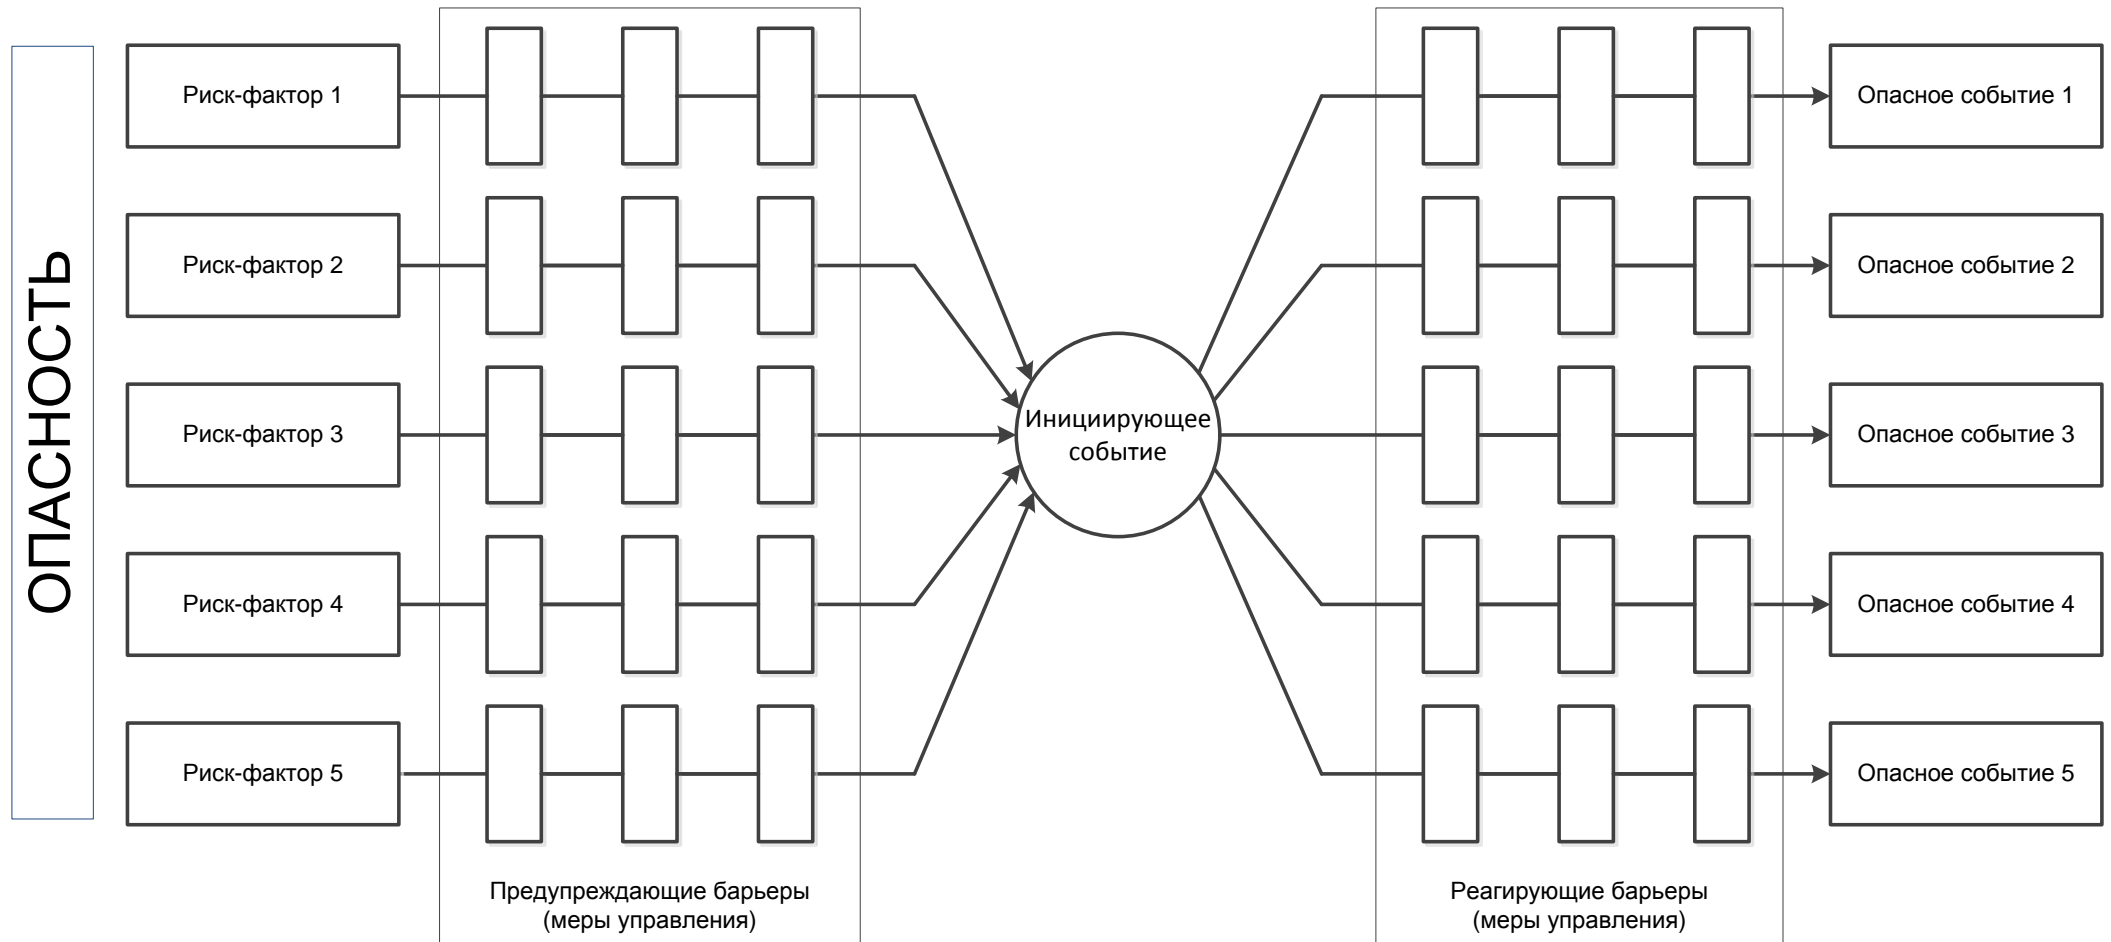 ОПАСНОСТЬ
Риск-фактор 1
Риск-фактор 2
Риск-фактор 3
Риск-фактор 4
Риск-фактор 5
Предупреждающие барьеры
(меры управления)
Инициирующее
событие
Реагирующие барьеры
(меры управления)
Опасное событие 1
Опасное событие 2
Опасное событие 3
Опасное событие 4
Опасное событие 5